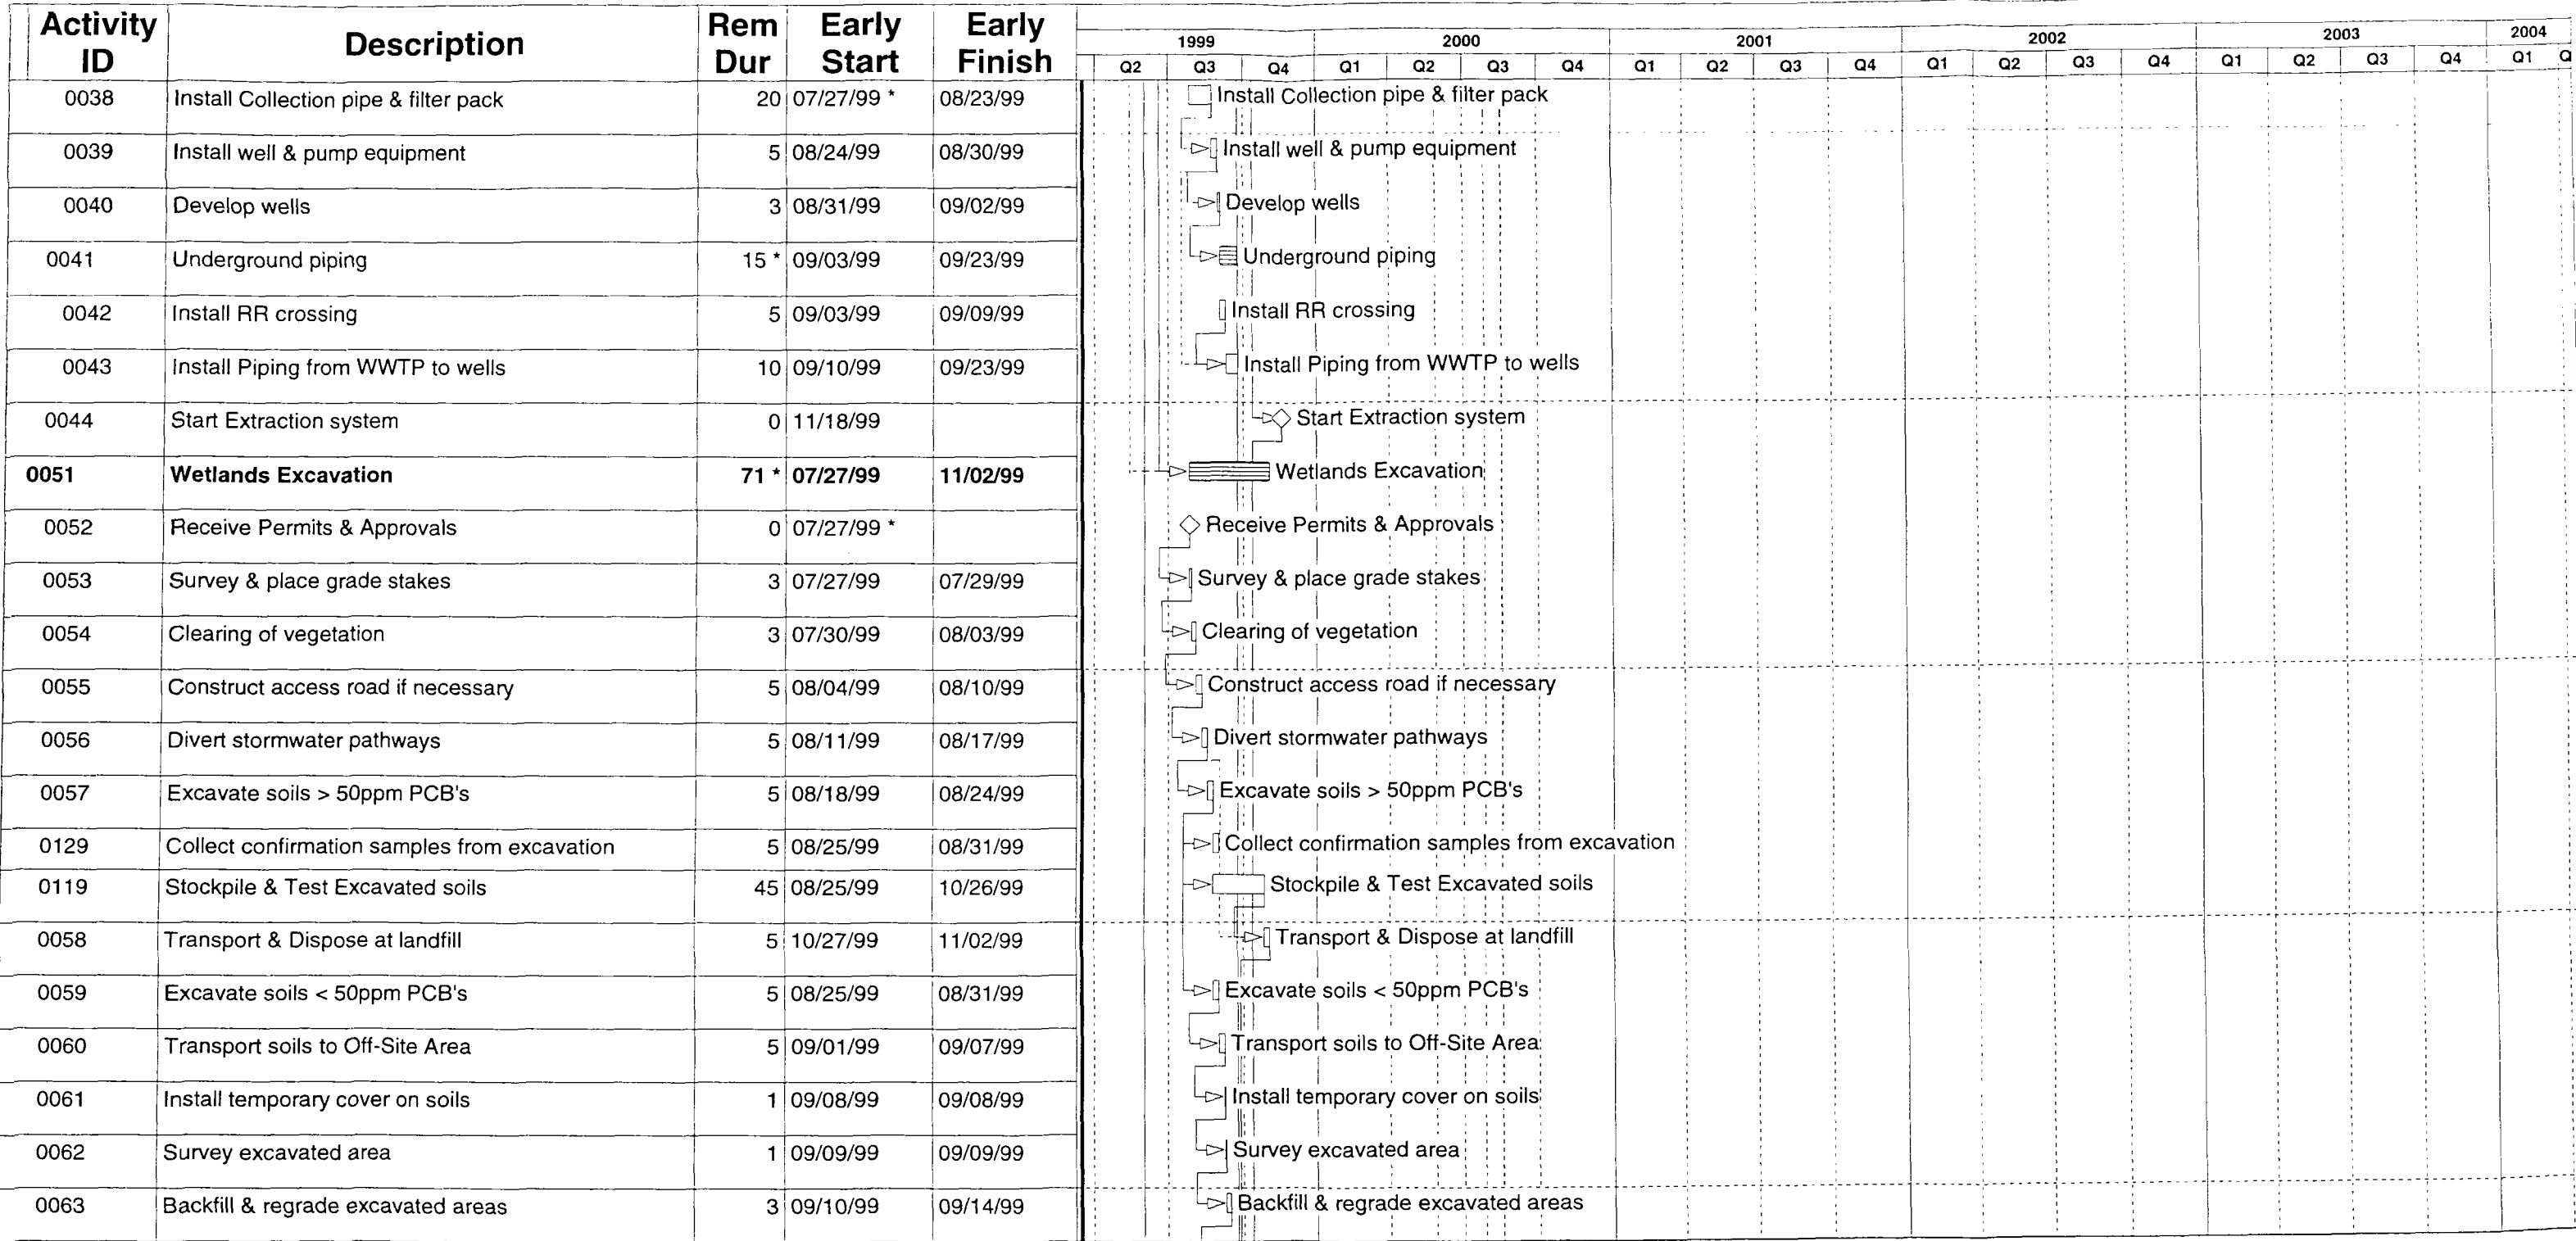 Activity ID Description Rem Dur Early Start Early Finish
1999 2000 2001 2002 2003 2004
Q2 Q3 Q4 Q1 Q2 Q3 Q4 Q1 Q2 Q3 Q4 Q1 Q2 Q3 Q4 Q1 Q2 Q3 Q4 Q1 Q
0038 Install Collection pipe & filter pack 20 07/27/99 * 08/23/99 Install Collection pipe & filter pack
0039 Install well & pump equipment 5 08/24/99 08/30/99 Install well & pump equipment
0040 Develop wells 3 08/31/99 09/02/99 Develop wells
0041 Underground piping 15 * 09/03/99 09/23/99 Underground piping
0042 Install RR crossing 5 09/03/99 09/09/99 Install RR crossing
0043 Install Piping from WWTP to wells 10 09/10/99 09/23/99 Install Piping from WWTP to wells
0044 Start Extraction system 0 11/18/99 Start Extraction system
0051 Wetlands Excavation 71 * 07/27/99 11/02/99 Wetlands Excavation
0052 Receive Permits & Approvals 0 07/27/99 * Receive Permits & Approvals
0053 Survey & place grade stakes 3 07/27/99 07/29/99 Survey & place grade stakes
0054 Clearing of vegetation 3 07/30/99 08/03/99 Clearing of vegetation
0055 Construct access road if necessary 5 08/04/99 08/10/99 Construct access road if necessary
0056 Divert stormwater pathways 5 08/11/99 08/17/99 Divert stormwater pathways
0057 Excavate soils > 50ppm PCB's 5 08/18/99 08/24/99 Excavate soils > 50ppm PCB's
0129 Collect confirmation samples from excavation 5 08/25/99 08/31/99 Collect confirmation samples from excavation
0119 Stockpile & Test Excavated soils 45 08/25/99 10/26/99 Stockpile & Test Excavated soils
0058 Transport & Dispose at landfill 5 10/27/99 11/02/99 Transport & Dispose at landfill
0059 Excavate soils < 50ppm PCB's 5 08/25/99 08/31/99 Excavate soils < 50ppm PCB's
0060 Transport soils to Off-Site Area 5 09/01/99 09/07/99 Transport soils to Off-Site Area
0061 Install temporary cover on soils 1 09/08/99 09/08/99 Install temporary cover on soils
0062 Survey excavated area 1 09/09/99 09/09/99 Survey excavated area
0063 Backfill & regrade excavated areas 3 09/10/99 09/14/99 Backfill & regrade excavated areas